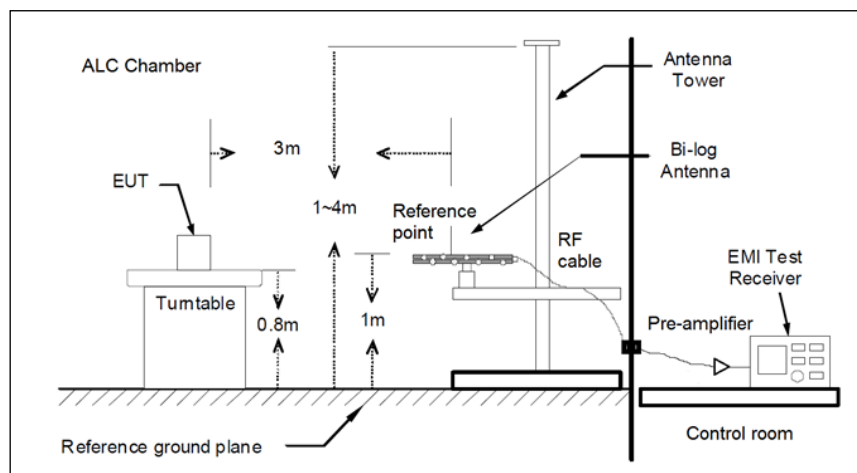 ALC Chamber
Antenna
Tower
3m
Bi-log
Antenna
EUT
1~4m
Reference
point
RF
cable
EMI Test
Receiver
Turntable
0.8m
1m
Pre-amplifier
Reference ground plane
Control room